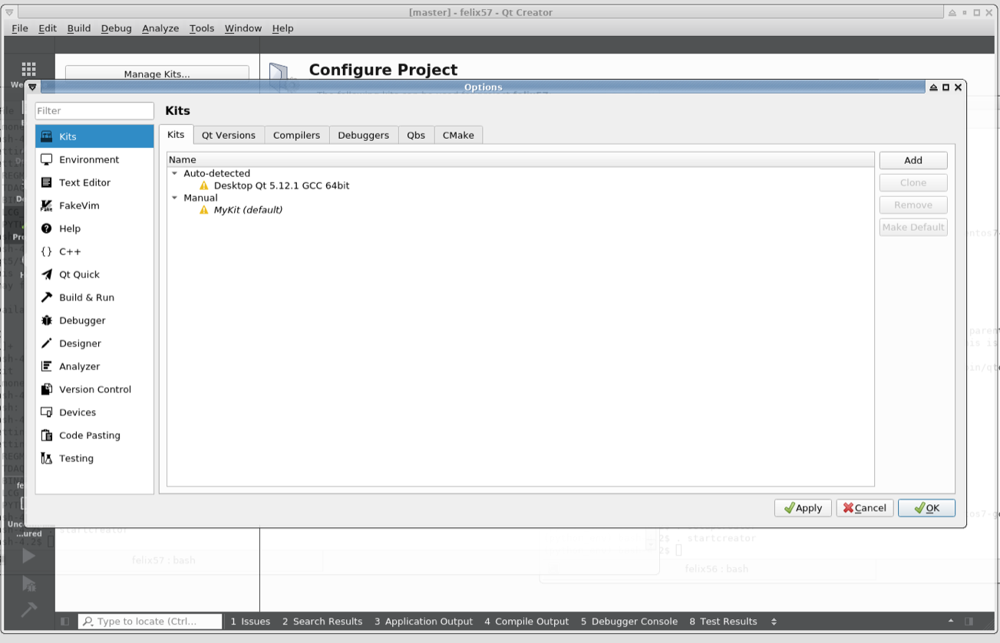 [master] - felix57 - Qt Creator
File Edit Build Debug Analyze Tools Window Help
Manage Kits...
Configure Project
Options
Filter
Kits
Kits
Environment
Text Editor
FakeVim
Help
C++
Qt Quick
Build & Run
Debugger
Designer
Analyzer
Version Control
Devices
Code Pasting
Testing
Kits Qt Versions Compilers Debuggers Qbs CMake
Name
Auto-detected
Desktop Qt 5.12.1 GCC 64bit
Manual
MyKit (default)
Add
Clone
Remove
Make Default
Apply Cancel OK
...ured
startcreator
2$ . startcreator
2$
felix57 : bash
felix56 : bash
Type to locate (Ctrl... 1 Issues 2 Search Results 3 Application Output 4 Compile Output 5 Debugger Console 8 Test Results